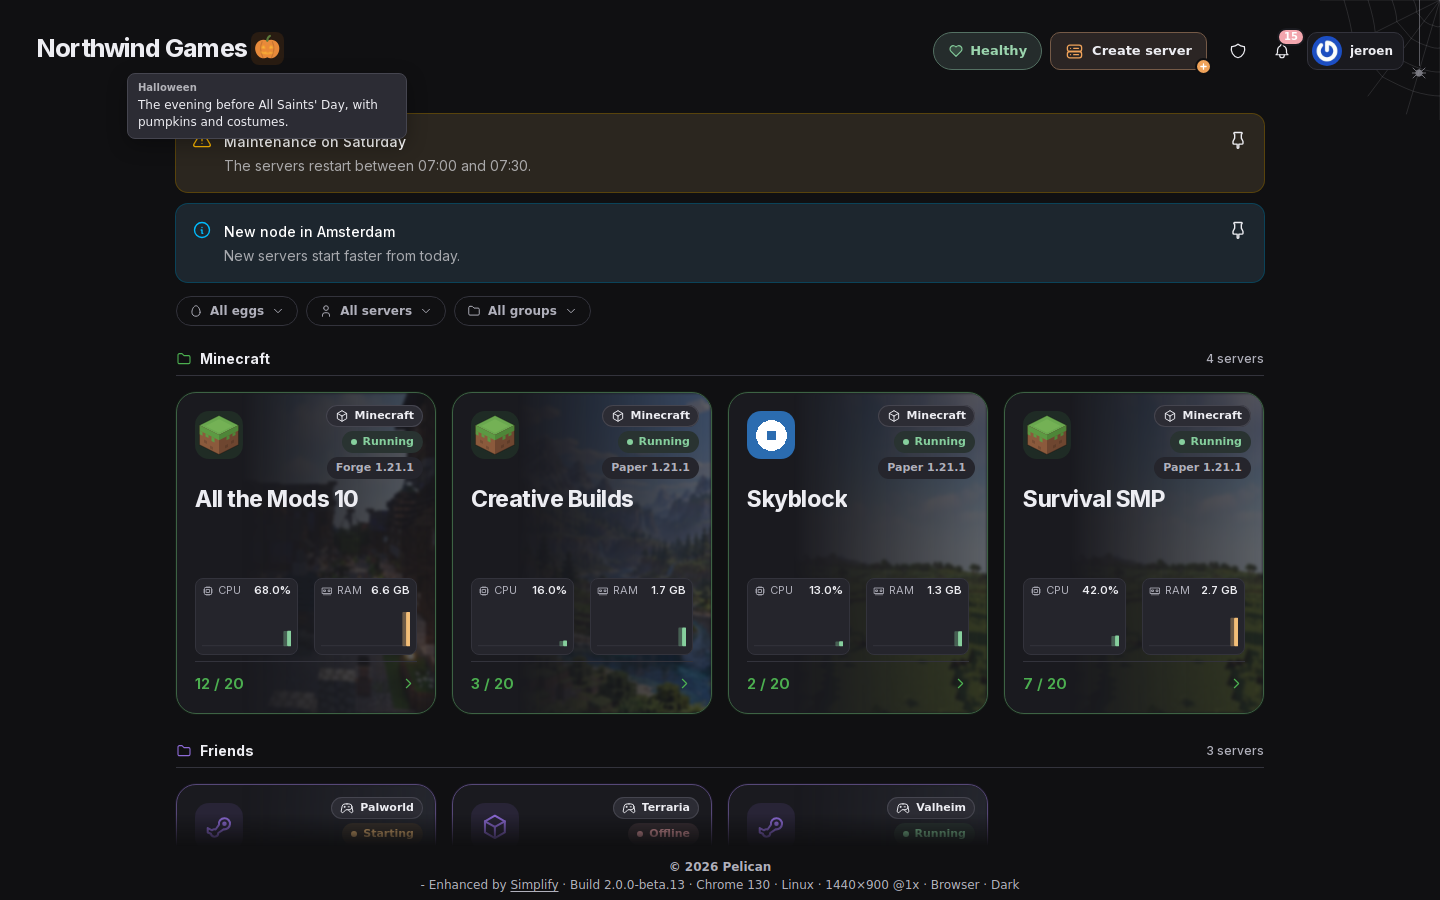 Northwind Games
Healthy
Create server
15
jeroen
Halloween
The evening before All Saints' Day, with
pumpkins and costumes.
Maintenance on Saturday
The servers restart between 07:00 and 07:30.
New node in Amsterdam
New servers start faster from today.
All eggs
All servers
All groups
Minecraft
4 servers
Minecraft
Running
Forge 1.21.1
All the Mods 10
CPU 68.0%
RAM 6.6 GB
12 / 20
Minecraft
Running
Paper 1.21.1
Creative Builds
CPU 16.0%
RAM 1.7 GB
3 / 20
Minecraft
Running
Paper 1.21.1
Skyblock
CPU 13.0%
RAM 1.3 GB
2 / 20
Minecraft
Running
Paper 1.21.1
Survival SMP
CPU 42.0%
RAM 2.7 GB
7 / 20
Friends
3 servers
Palworld
Starting
Terraria
Offline
Valheim
Running
© 2026 Pelican
- Enhanced by Simplify · Build 2.0.0-beta.13 · Chrome 130 · Linux · 1440×900 @1x · Browser · Dark